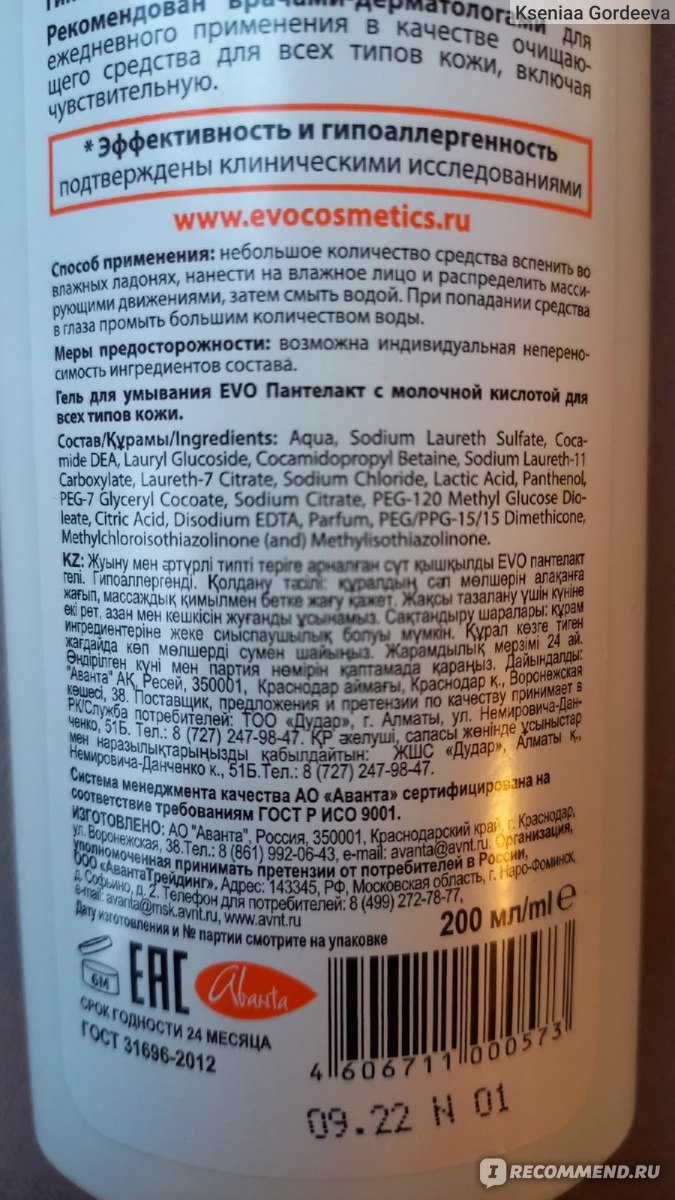 Kseniaa Gordeeva
Рекомендован врачами-дерматологами для
ежедневного применения в качестве очищаю-
щего средства для всех типов кожи, включая
чувствительную.
* Эффективность и гипоаллергенность
подтверждены клиническими исследованиями
www.evocosmetics.ru
Способ применения: небольшое количество средства вспенить во
влажных ладонях, нанести на влажное лицо и распределить масси-
рующими движениями, затем смыть водой. При попадании средства
в глаза промыть большим количеством воды.
Меры предосторожности: возможна индивидуальная неперено-
симость ингредиентов состава.
Гель для умывания EVO Пантелакт с молочной кислотой для
всех типов кожи.
Состав/Құрамы/Ingredients: Aqua, Sodium Laureth Sulfate, Coca-
mide DEA, Lauryl Glucoside, Cocamidopropyl Betaine, Sodium Laureth-11
Carboxylate, Laureth-7 Citrate, Sodium Chloride, Lactic Acid, Panthenol,
PEG-7 Glyceryl Cocoate, Sodium Citrate, PEG-120 Methyl Glucose Dio-
leate, Citric Acid, Disodium EDTA, Parfum, PEG/PPG-15/15 Dimethicone,
Methylchloroisothiazolinone (and) Methylisothiazolinone.
KZ: Жуыну мен әртүрлі типті теріге арналған сүт қышқылды EVO пантелакт
гелі. Гипоаллергенді. Қолдану тәсілі: құралдың сәл мөлшерін алақанға
жағып, массаждық қимылмен бетке жағу қажет. Жақсы тазалану үшін күніне
екі рет, азан мен кешкісін жуғанды ұсынамыз. Сақтандыру шаралары: құрам
ингредиентеріне жеке сиыспаушылық болуы мүмкін. Құрал көзге тиген
жағдайда көп мөлшерді сумен шайыңыз. Жарамдылық мерзімі 24 ай.
Өндірілген күні мен партия нөмірін қаптамада қараңыз. Дайындалды:
"Аванта" АҚ, Ресей, 350001, Краснодар аймағы, Краснодар қ., Воронежская
көшесі, 38. Поставщик, предложения и претензии по качеству принимает в
РК/Служба потребителей: ТОО «Дудар», г. Алматы, ул. Немировича-Дан-
ченко, 51Б. Тел.: 8 (727) 247-98-47. ҚР әкелуші, сапасы жөнінде ұсыныстар
мен наразылықтарыңызды қабылдайтын: ЖШС «Дудар», Алматы қ.,
Немировича-Данченко к., 51Б.Тел.: 8 (727) 247-98-47.
Система менеджмента качества АО «Аванта» сертифицирована на
соответствие требованиям ГОСТ Р ИСО 9001.
ИЗГОТОВЛЕНО: АО "Аванта", Россия, 350001, Краснодарский край, г. Краснодар,
ул. Воронежская, 38.Тел.: 8 (861) 992-06-43, e-mail: avanta@avnt.ru. Организация,
уполномоченная принимать претензии от потребителей в России,
ООО «АвантаТрейдинг». Адрес: 143345, РФ, Московская область, г. Наро-Фоминск,
д. Софьино, д. 2. Телефон для потребителей: 8 (499) 272-78-77,
e-mail: avanta@msk.avnt.ru, www.avnt.ru
Дату изготовления и № партии смотрите на упаковке
200 мл/ml e
6М
EAC
Аванта
СРОК ГОДНОСТИ 24 МЕСЯЦА
ГОСТ 31696-2012
4 606711 000573
09.22 N 01
IRECOMMEND.RU